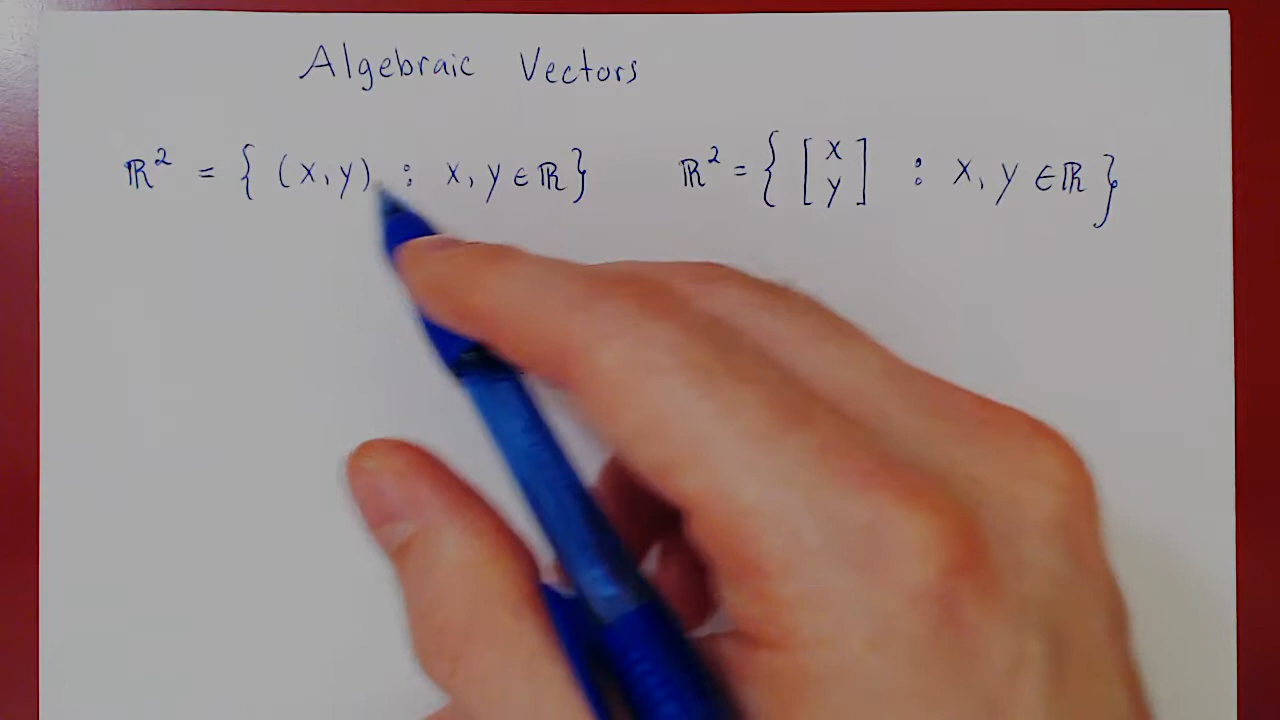 Algebraic Vectors
ℝ² = { (x, y) : x, y ∈ ℝ } ℝ² = { [ x y ] : x, y ∈ ℝ }